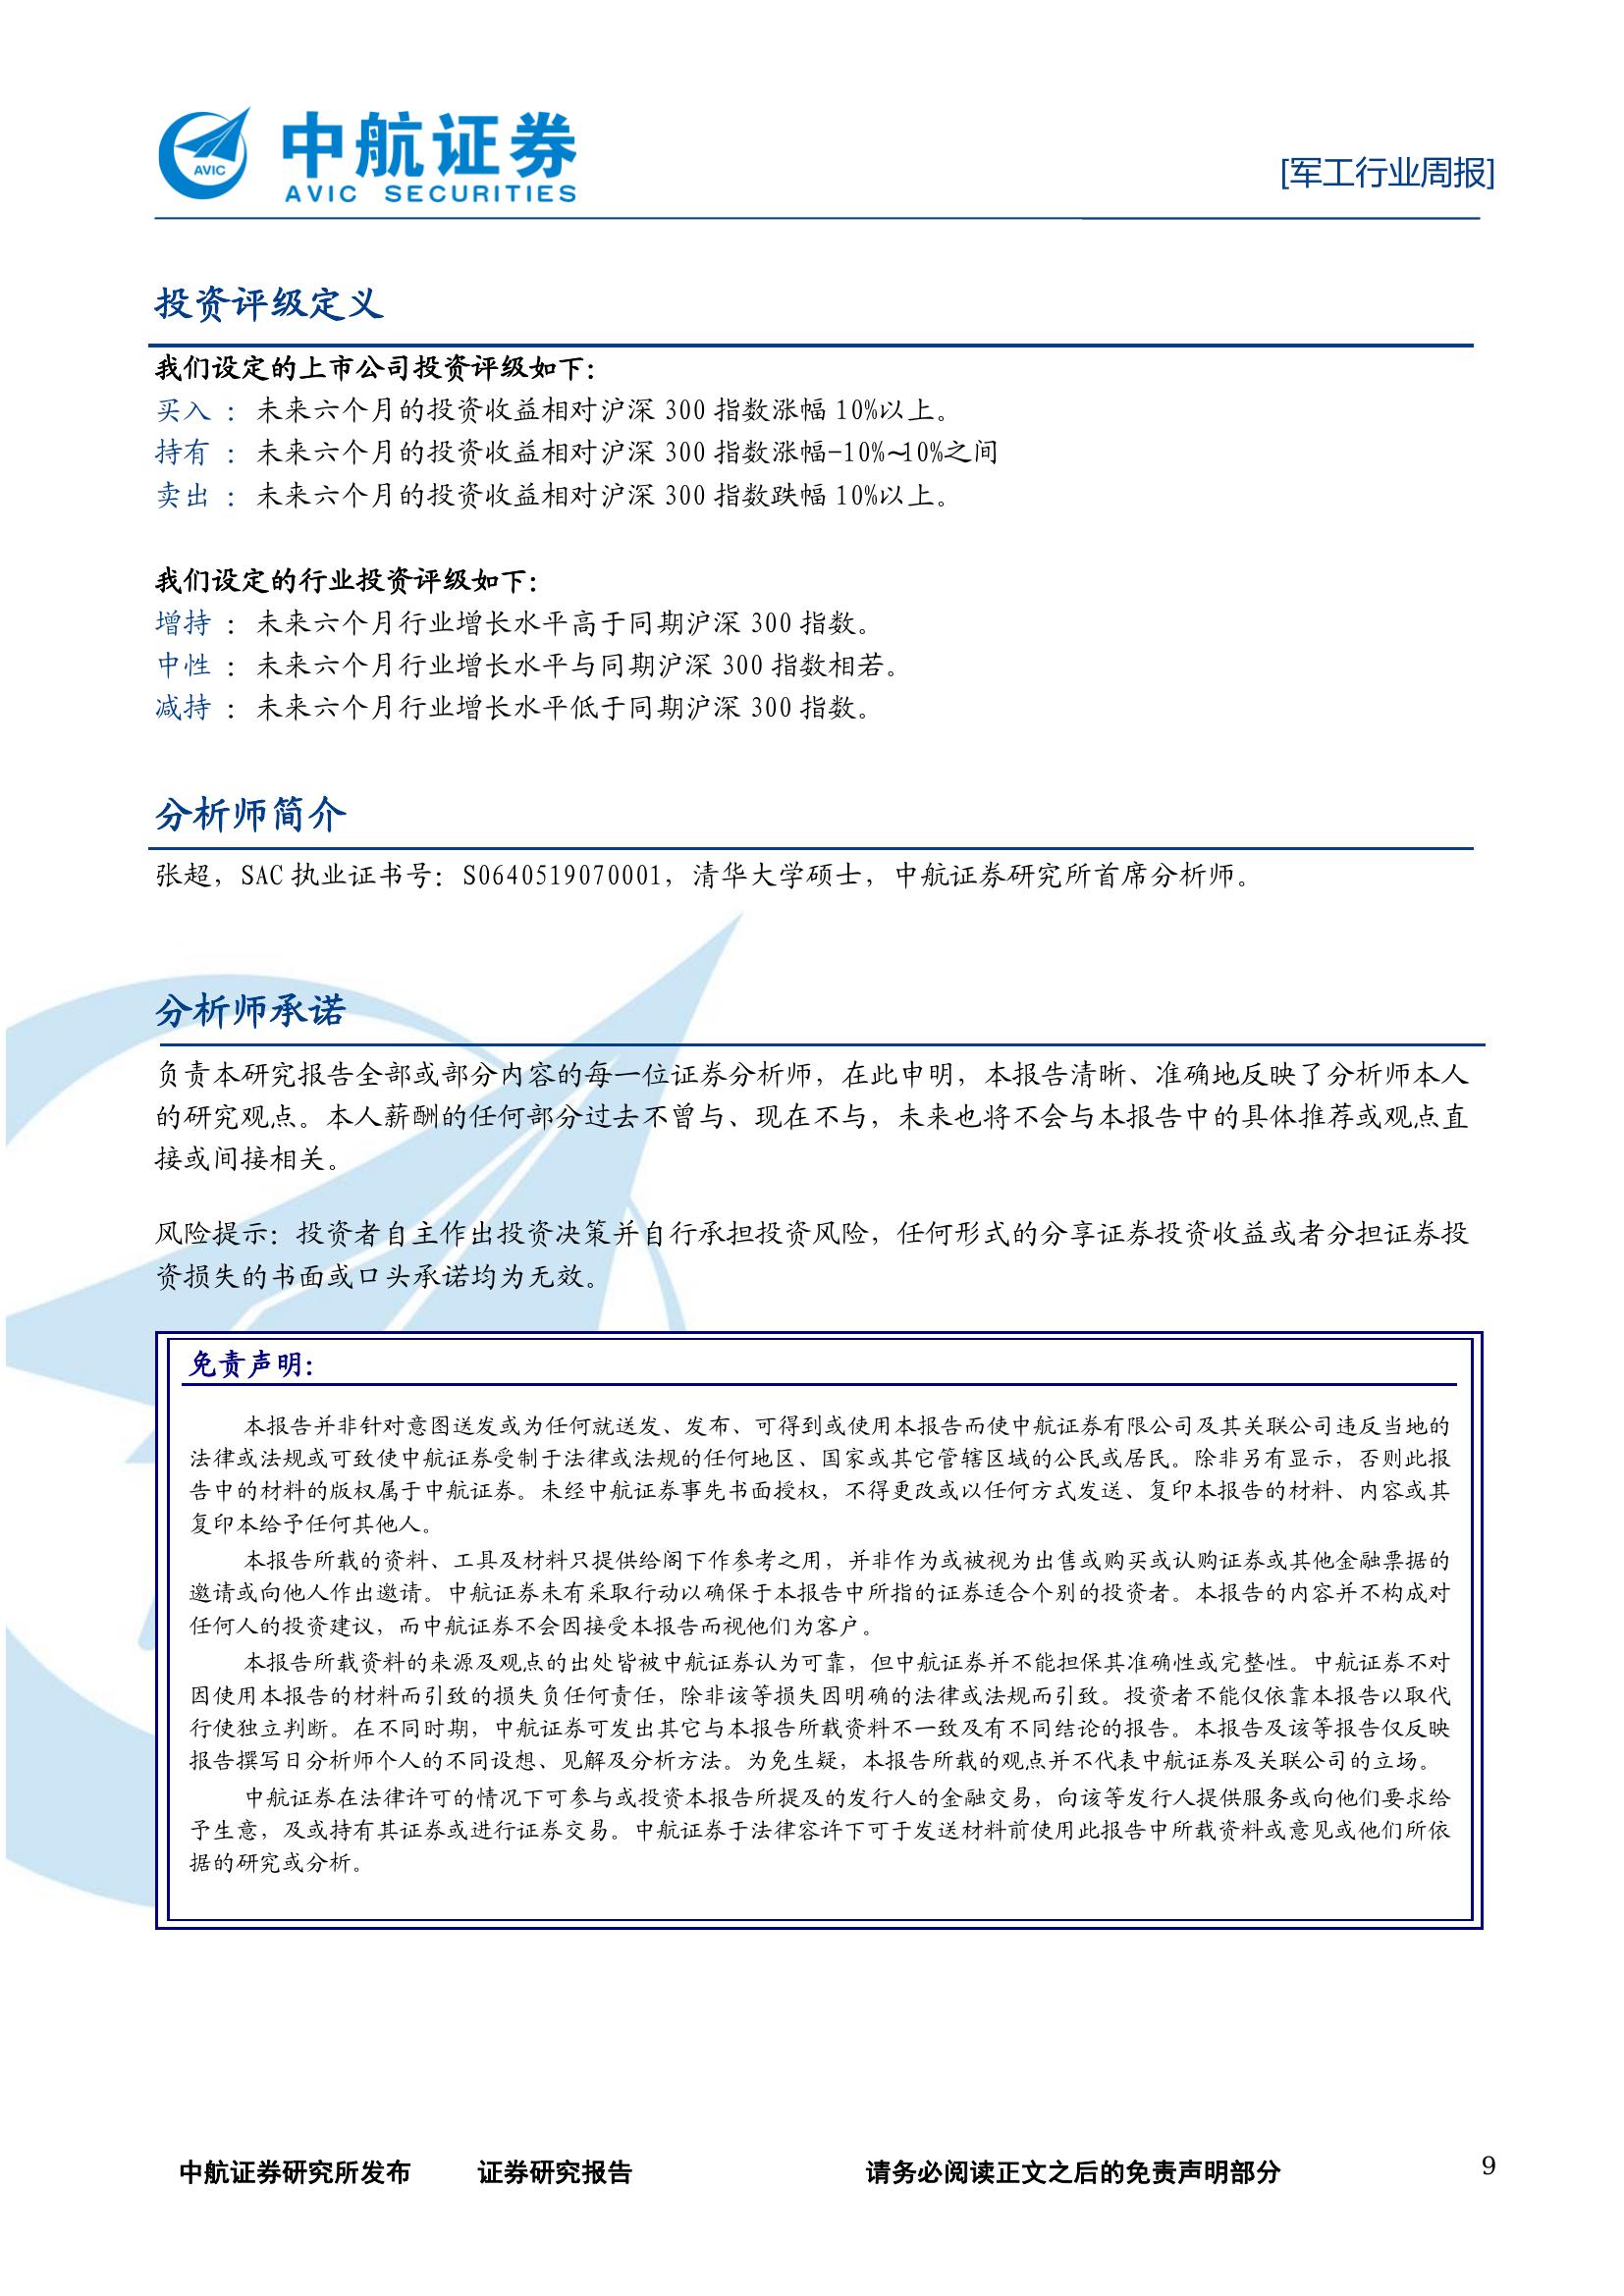 AVIC
中航证券
AVIC SECURITIES
[军工行业周报]
投资评级定义
我们设定的上市公司投资评级如下：
买入 ：未来六个月的投资收益相对沪深 300 指数涨幅 10%以上。
持有 ：未来六个月的投资收益相对沪深 300 指数涨幅-10%~10%之间
卖出 ：未来六个月的投资收益相对沪深 300 指数跌幅 10%以上。
我们设定的行业投资评级如下：
增持 ：未来六个月行业增长水平高于同期沪深 300 指数。
中性 ：未来六个月行业增长水平与同期沪深 300 指数相若。
减持 ：未来六个月行业增长水平低于同期沪深 300 指数。
分析师简介
张超，SAC 执业证书号：S0640519070001，清华大学硕士，中航证券研究所首席分析师。
分析师承诺
负责本研究报告全部或部分内容的每一位证券分析师，在此申明，本报告清晰、准确地反映了分析师本人
的研究观点。本人薪酬的任何部分过去不曾与、现在不与，未来也将不会与本报告中的具体推荐或观点直
接或间接相关。
风险提示：投资者自主作出投资决策并自行承担投资风险，任何形式的分享证券投资收益或者分担证券投
资损失的书面或口头承诺均为无效。
免责声明：
本报告并非针对意图送发或为任何就送发、发布、可得到或使用本报告而使中航证券有限公司及其关联公司违反当地的
法律或法规或可致使中航证券受制于法律或法规的任何地区、国家或其它管辖区域的公民或居民。除非另有显示，否则此报
告中的材料的版权属于中航证券。未经中航证券事先书面授权，不得更改或以任何方式发送、复印本报告的材料、内容或其
复印本给予任何其他人。
本报告所载的资料、工具及材料只提供给阁下作参考之用，并非作为或被视为出售或购买或认购证券或其他金融票据的
邀请或向他人作出邀请。中航证券未有采取行动以确保于本报告中所指的证券适合个别的投资者。本报告的内容并不构成对
任何人的投资建议，而中航证券不会因接受本报告而视他们为客户。
本报告所载资料的来源及观点的出处皆被中航证券认为可靠，但中航证券并不能担保其准确性或完整性。中航证券不对
因使用本报告的材料而引致的损失负任何责任，除非该等损失因明确的法律或法规而引致。投资者不能仅依靠本报告以取代
行使独立判断。在不同时期，中航证券可发出其它与本报告所载资料不一致及有不同结论的报告。本报告及该等报告仅反映
报告撰写日分析师个人的不同设想、见解及分析方法。为免生疑，本报告所载的观点并不代表中航证券及关联公司的立场。
中航证券在法律许可的情况下可参与或投资本报告所提及的发行人的金融交易，向该等发行人提供服务或向他们要求给
予生意，及或持有其证券或进行证券交易。中航证券于法律容许下可于发送材料前使用此报告中所载资料或意见或他们所依
据的研究或分析。
中航证券研究所发布 证券研究报告 请务必阅读正文之后的免责声明部分 9